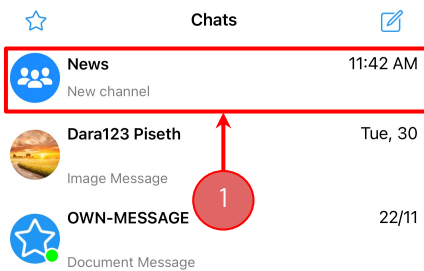 Chats
News 11:42 AM
New channel
Dara123 Piseth Tue, 30
Image Message
1
OWN-MESSAGE 22/11
Document Message